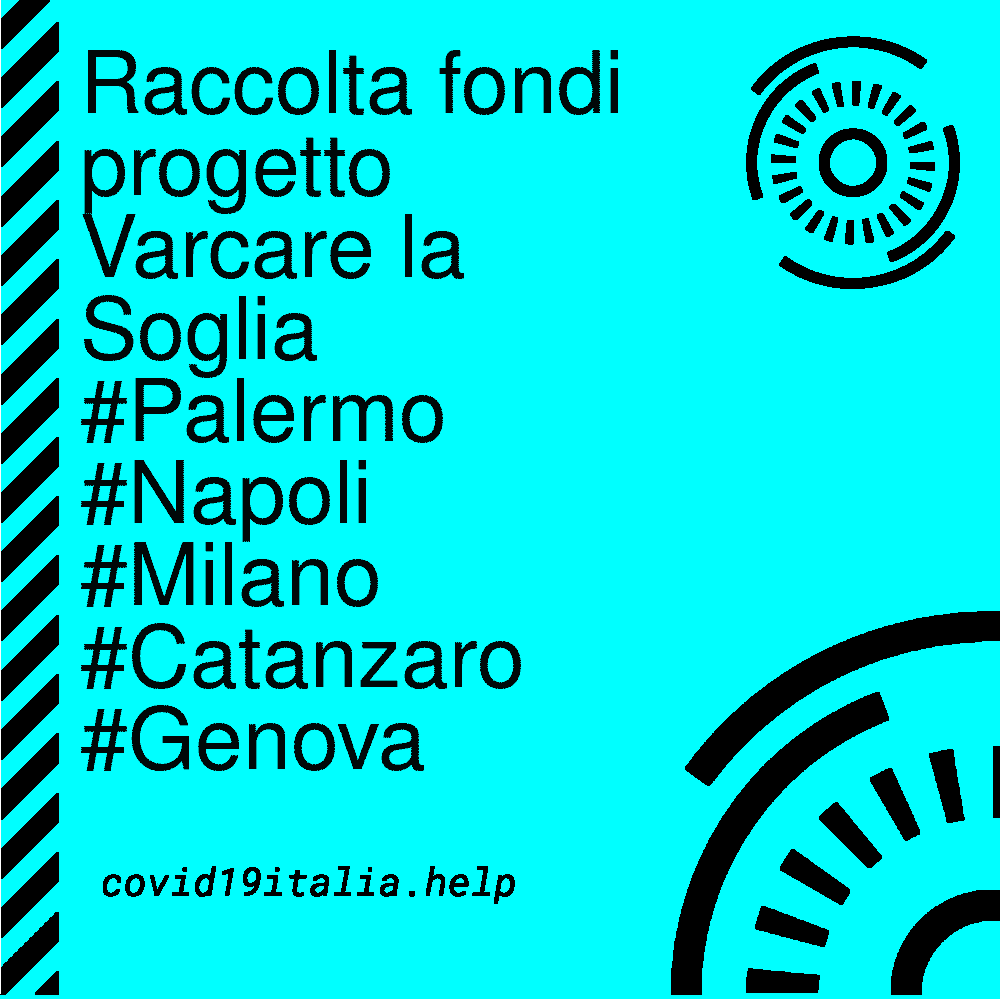 Raccolta fondi
progetto
Varcare la
Soglia
#Palermo
#Napoli
#Milano
#Catanzaro
#Genova
covid19italia.help